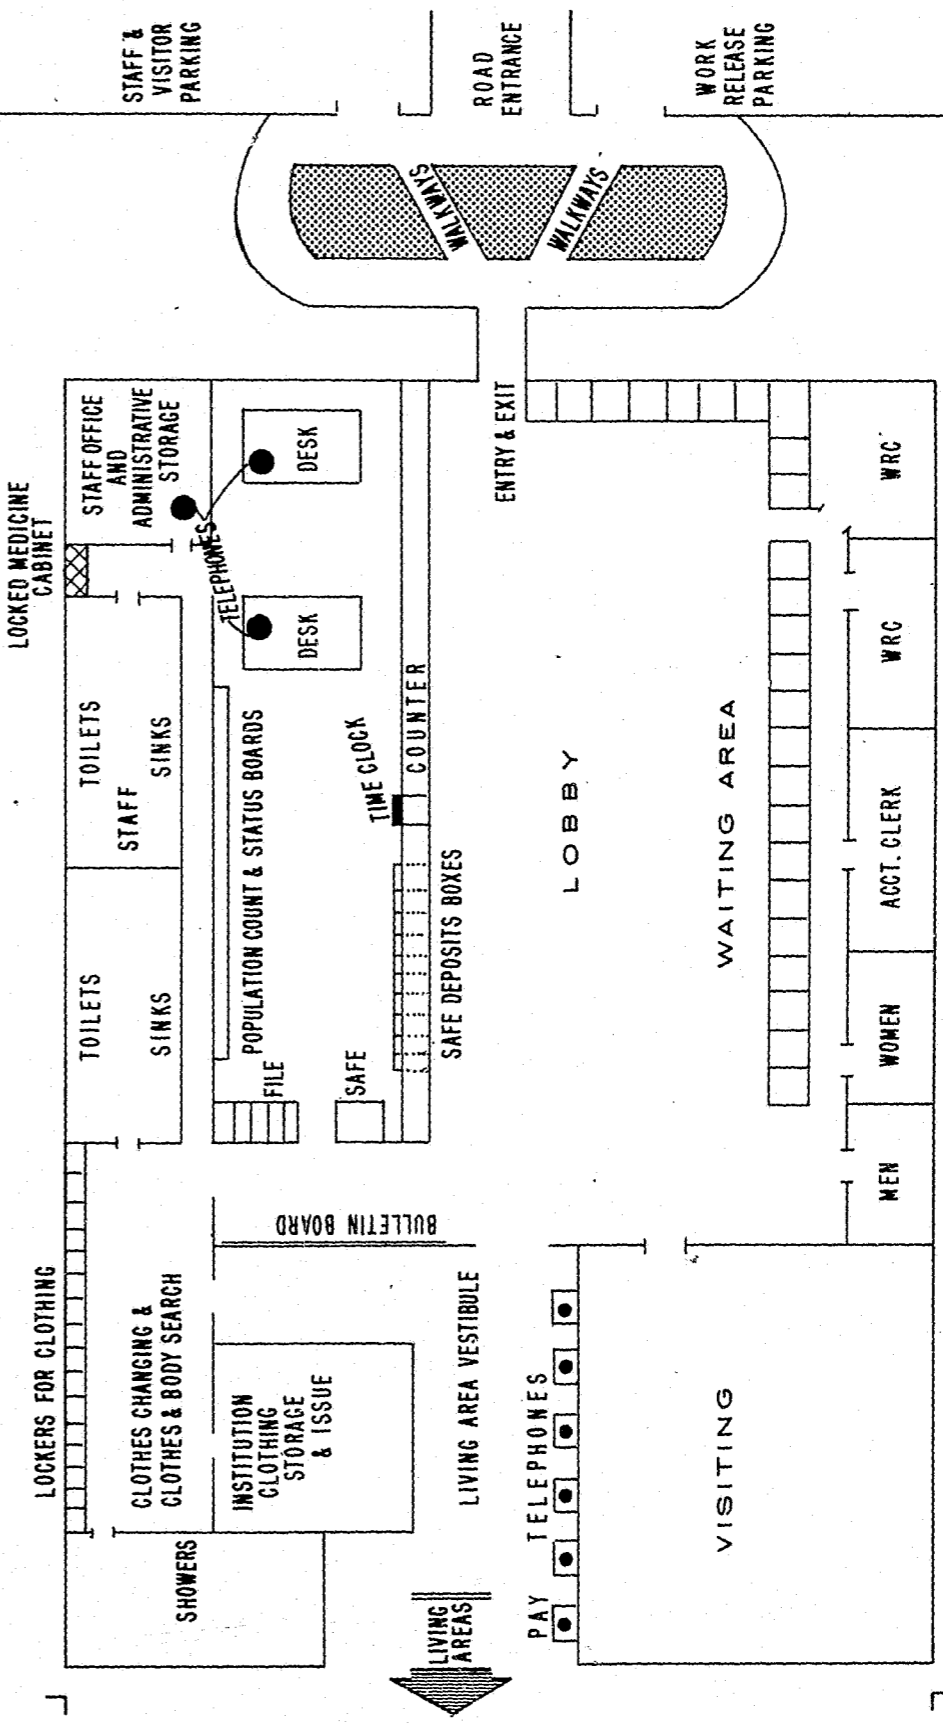 STAFF &
VISITOR
PARKING
ROAD
ENTRANCE
WORK
RELEASE
PARKING
WALKWAYS
WALKWAYS
LOCKED MEDICINE
CABINET
STAFF OFFICE
AND
ADMINISTRATIVE
STORAGE
TELEPHONES
DESK
DESK
ENTRY & EXIT
WRC
WRC
TOILETS
STAFF
SINKS
POPULATION COUNT & STATUS BOARDS
TIME CLOCK
COUNTER
LOBBY
WAITING AREA
ACCT. CLERK
TOILETS
SINKS
FILE
SAFE
SAFE DEPOSITS BOXES
WOMEN
MEN
BULLETIN BOARD
LOCKERS FOR CLOTHING
CLOTHES CHANGING &
CLOTHES & BODY SEARCH
INSTITUTION
CLOTHING
STORAGE
& ISSUE
LIVING AREA VESTIBULE
PAY TELEPHONES
VISITING
SHOWERS
LIVING
AREAS